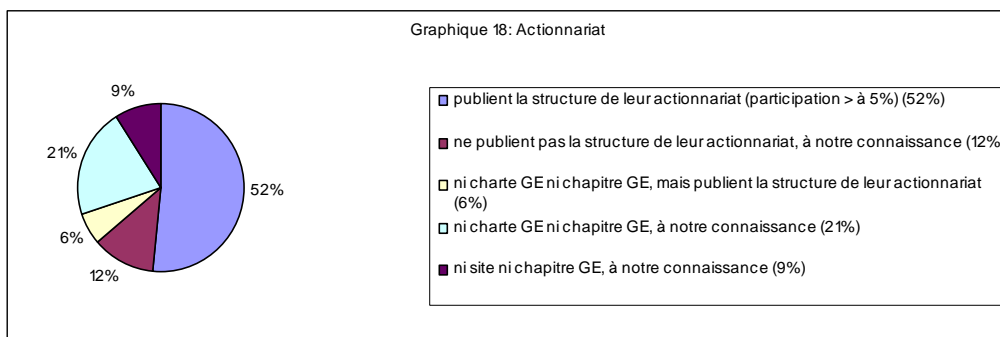 Graphique 18: Actionnariat
9%
21%
6%
12%
52%
publient la structure de leur actionnariat (participation > à 5%) (52%)
ne publient pas la structure de leur actionnariat, à notre connaissance (12%
ni charte GE ni chapitre GE, mais publient la structure de leur actionnariat
(6%)
ni charte GE ni chapitre GE, à notre connaissance (21%)
ni site ni chapitre GE, à notre connaissance (9%)